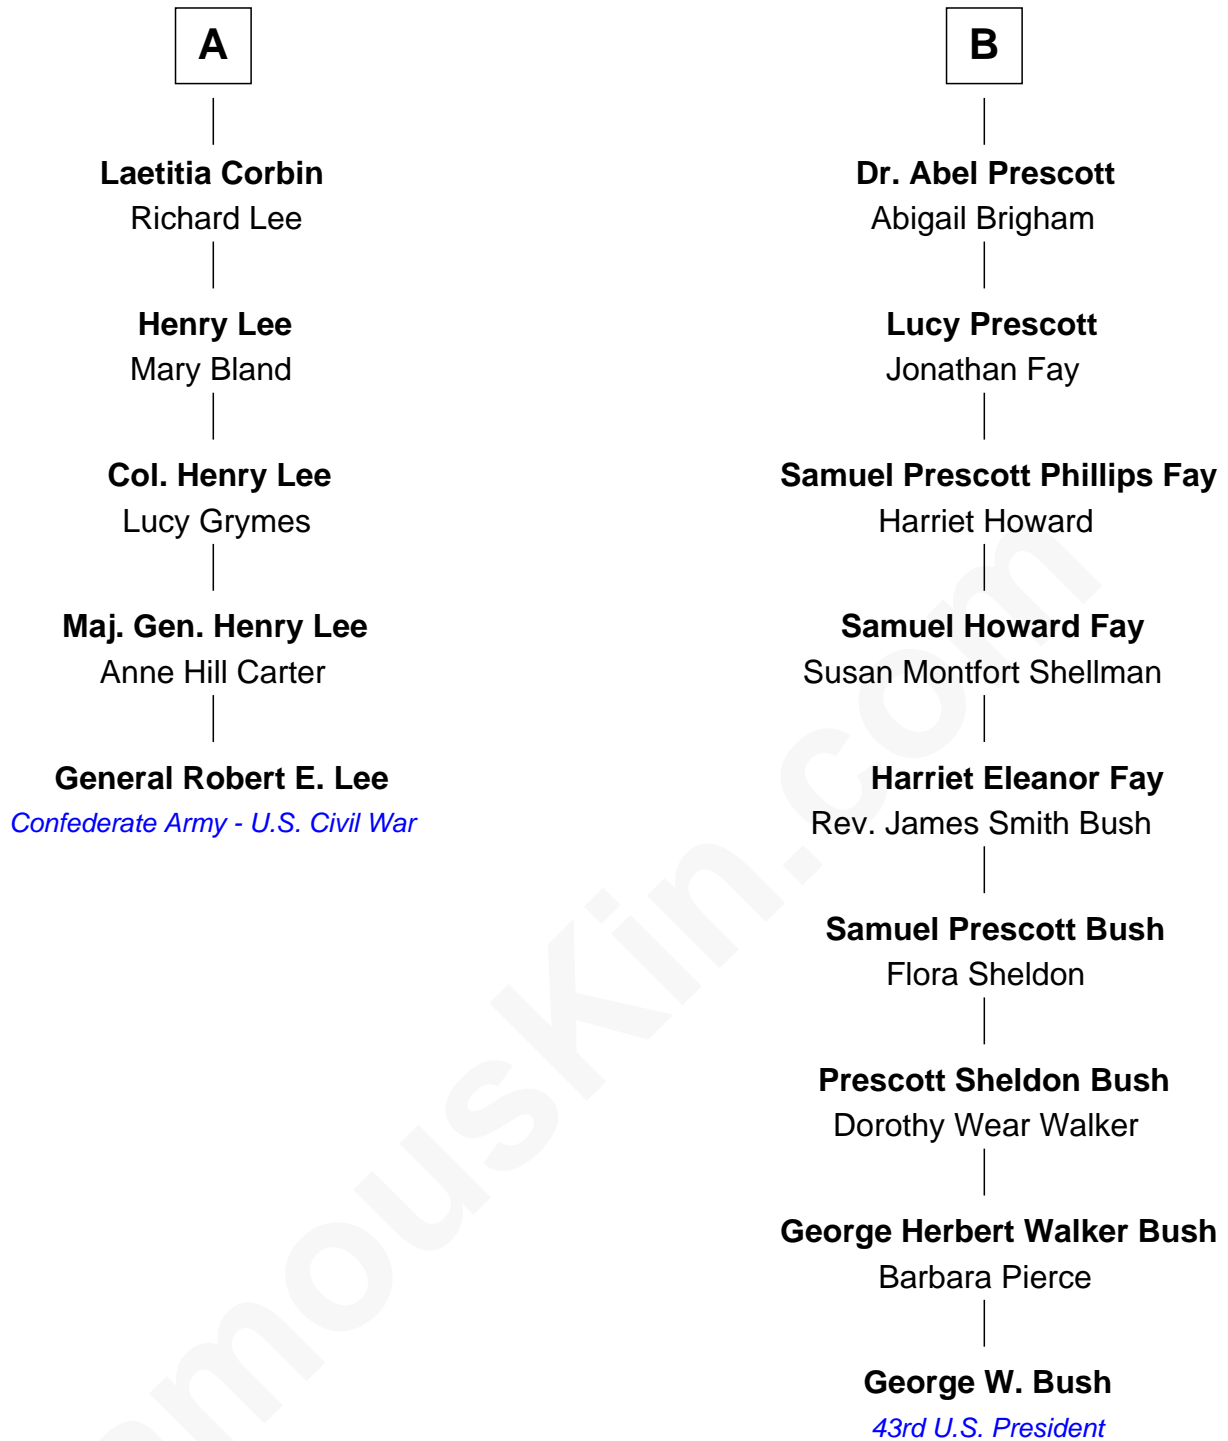 A
Laetitia Corbin
Richard Lee
Henry Lee
Mary Bland
Col. Henry Lee
Lucy Grymes
Maj. Gen. Henry Lee
Anne Hill Carter
General Robert E. Lee
Confederate Army - U.S. Civil War
B
Dr. Abel Prescott
Abigail Brigham
Lucy Prescott
Jonathan Fay
Samuel Prescott Phillips Fay
Harriet Howard
Samuel Howard Fay
Susan Montfort Shellman
Harriet Eleanor Fay
Rev. James Smith Bush
Samuel Prescott Bush
Flora Sheldon
Prescott Sheldon Bush
Dorothy Wear Walker
George Herbert Walker Bush
Barbara Pierce
George W. Bush
43rd U.S. President
amouskin.com